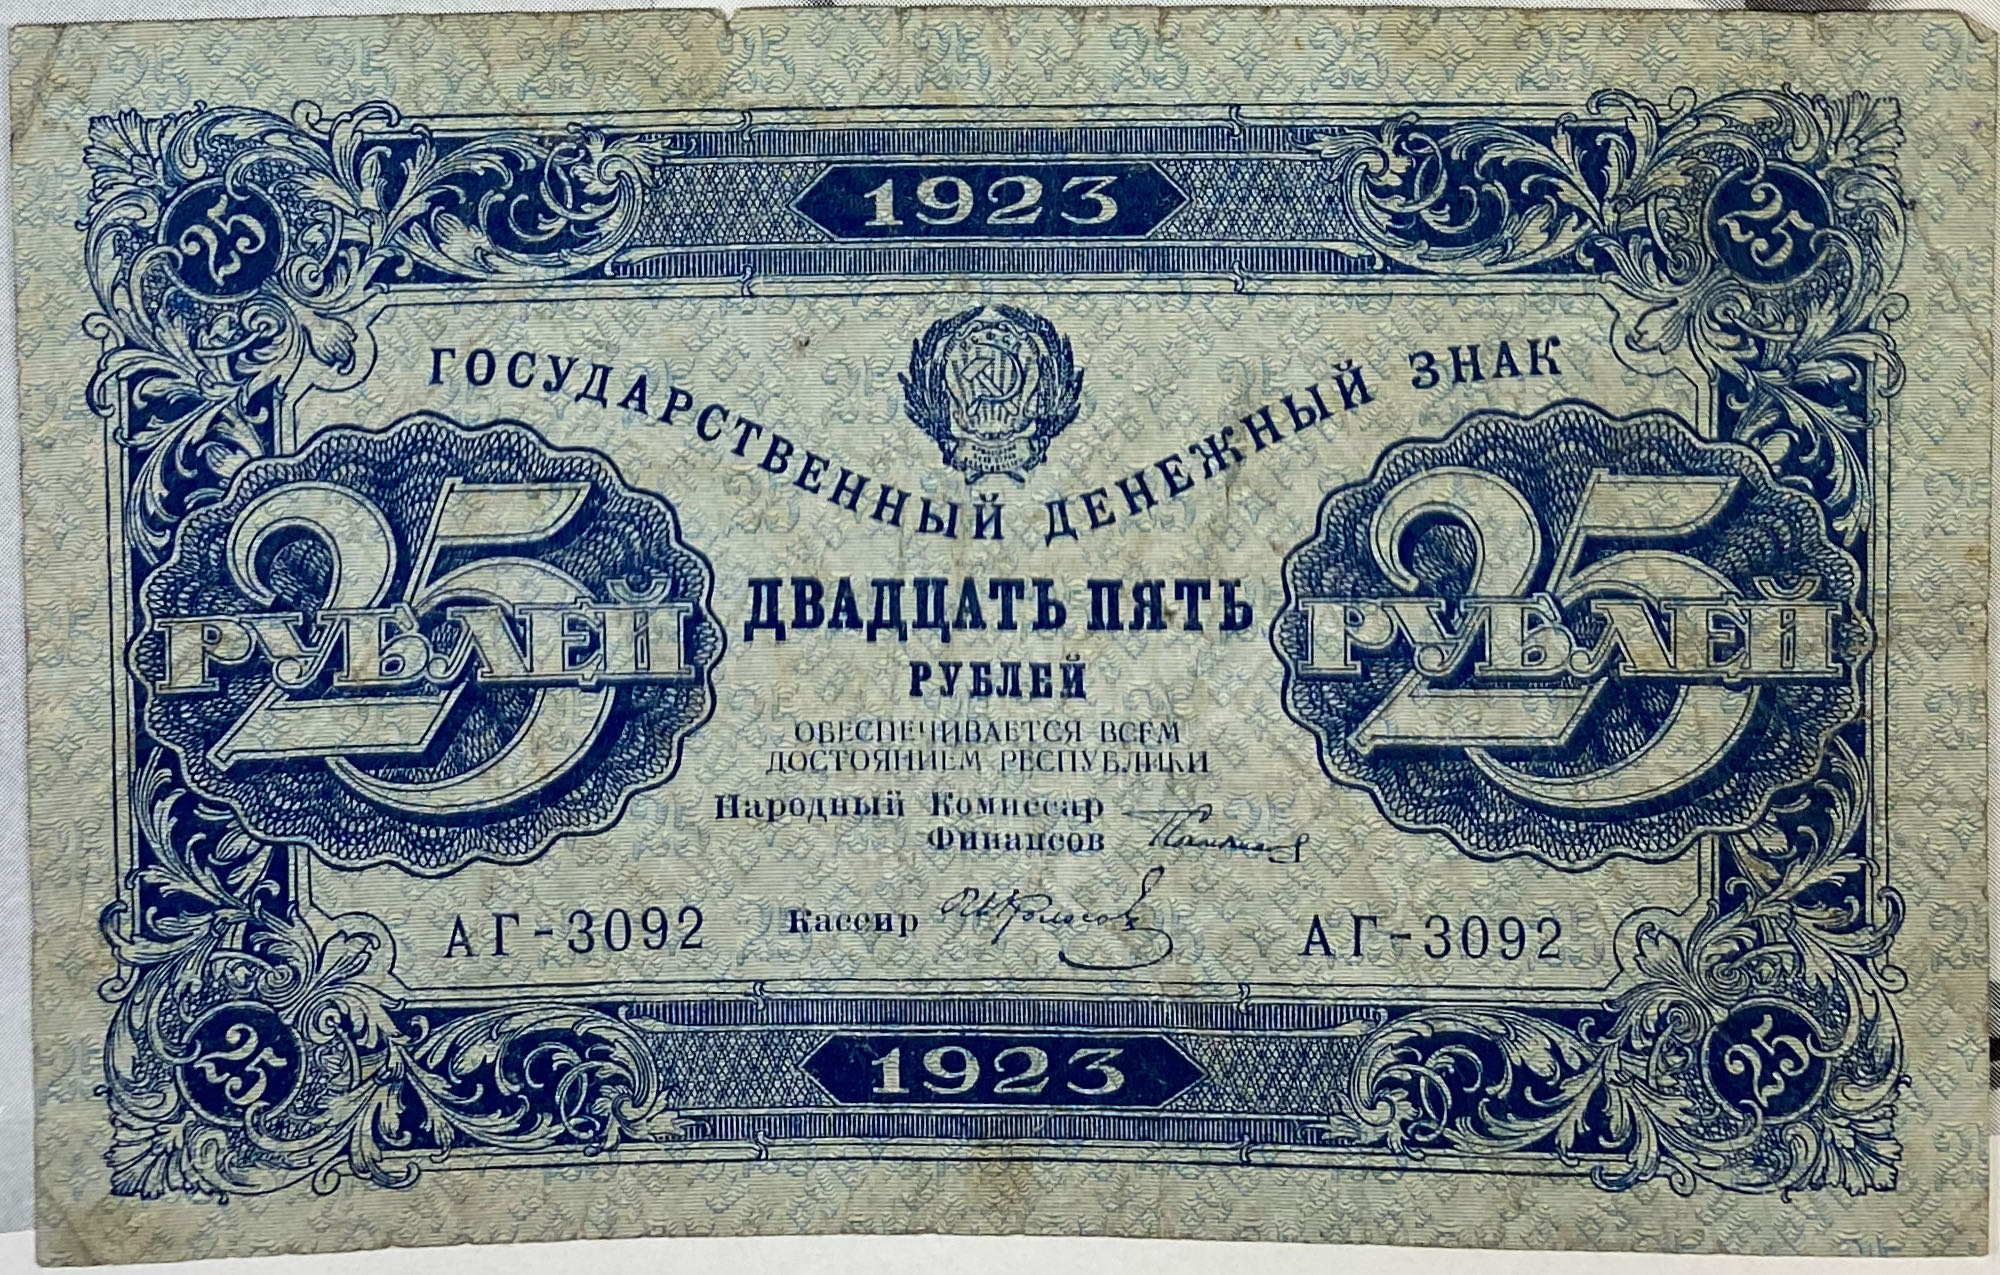 1923
25 25
ГОСУДАРСТВЕННЫЙ ДЕНЕЖНЫЙ ЗНАК
25 РУБЛЕЙ
ДВАДЦАТЬ ПЯТЬ
РУБЛЕЙ
25 РУБЛЕЙ
ОБЕСПЕЧИВАЕТСЯ ВСЕМ
ДОСТОЯНИЕМ РЕСПУБЛИКИ
Народный Комиссар
Финансов
АГ-3092 Кассир АГ-3092
25 25
1923